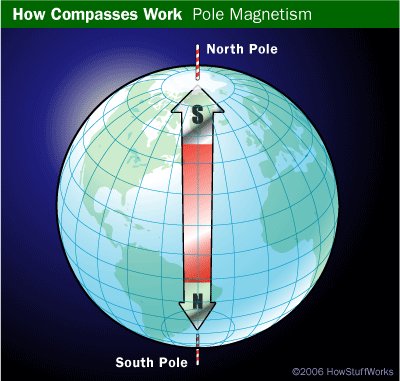 How Compasses Work Pole Magnetism
North Pole
S
N
South Pole
©2006 HowStuffWorks